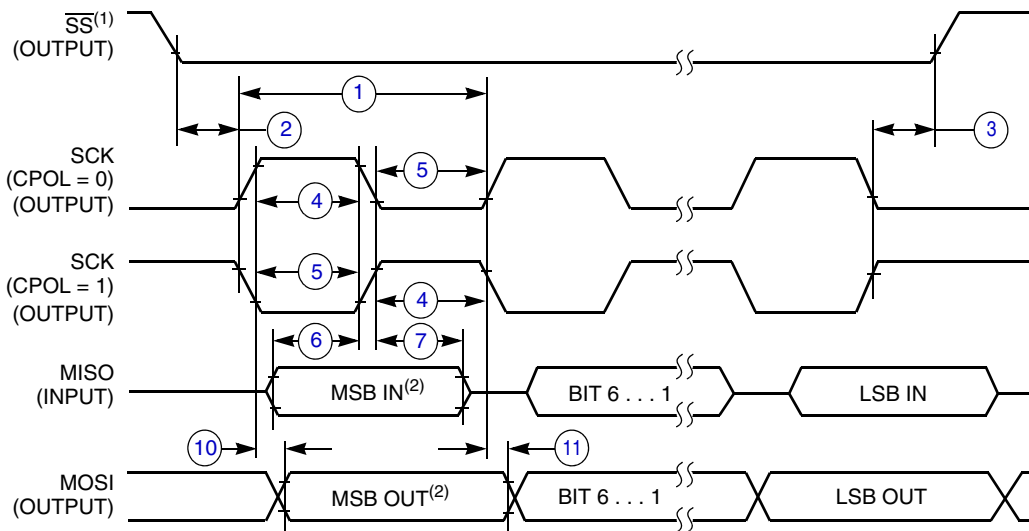 SS(1)
(OUTPUT)
1
2
3
SCK
(CPOL = 0)
(OUTPUT)
5
4
SCK
(CPOL = 1)
(OUTPUT)
5
4
6
7
MISO
(INPUT)
MSB IN(2)
BIT 6 . . . 1
LSB IN
10
11
MOSI
(OUTPUT)
MSB OUT(2)
BIT 6 . . . 1
LSB OUT